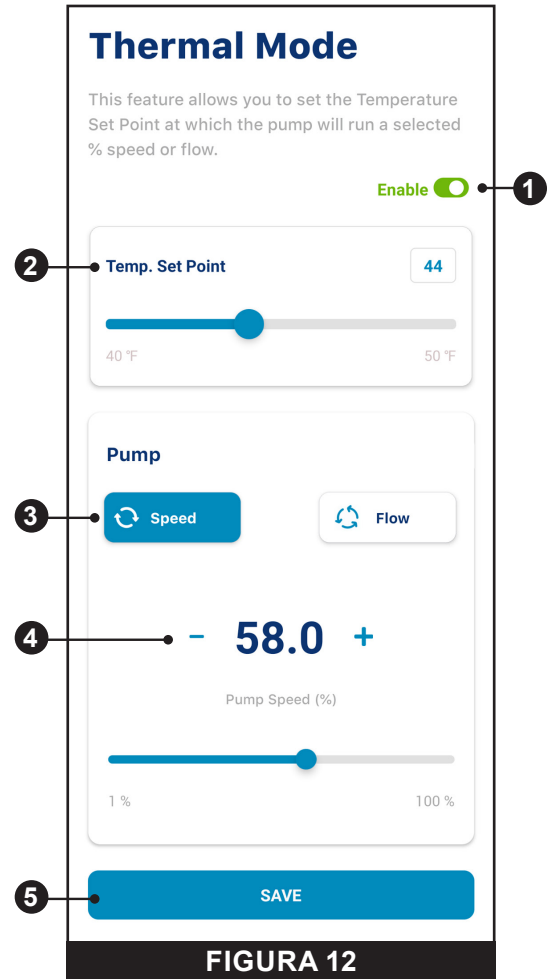 Thermal Mode
This feature allows you to set the Temperature
Set Point at which the pump will run a selected
% speed or flow.
Enable
1
2
Temp. Set Point 44
40 °F 50 °F
Pump
3
Speed Flow
4
- 58.0 +
Pump Speed (%)
1 % 100 %
5
SAVE
FIGURA 12